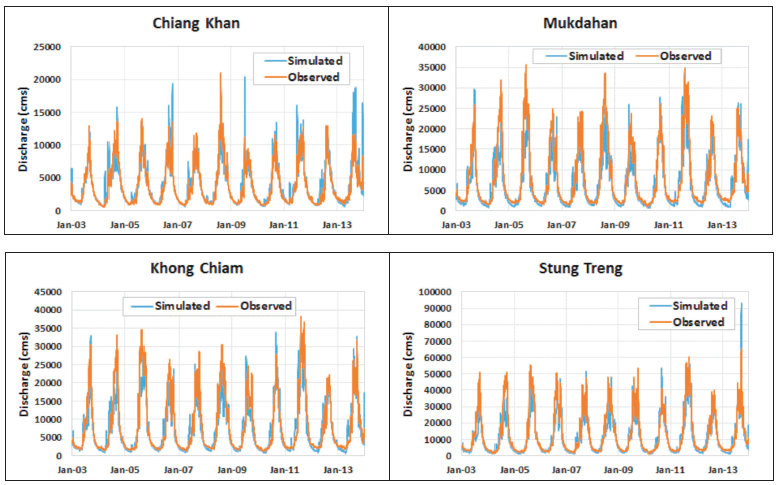 Chiang Khan
Discharge (cms)
25000
20000
15000
10000
5000
0
Simulated
Observed
Jan-03 Jan-05 Jan-07 Jan-09 Jan-11 Jan-13
Mukdahan
Discharge (cms)
40000
35000
30000
25000
20000
15000
10000
5000
0
Simulated Observed
Jan-03 Jan-05 Jan-07 Jan-09 Jan-11 Jan-13
Khong Chiam
Discharge (cms)
45000
40000
35000
30000
25000
20000
15000
10000
5000
0
Simulated Observed
Jan-03 Jan-05 Jan-07 Jan-09 Jan-11 Jan-13
Stung Treng
Discharge (cms)
100000
90000
80000
70000
60000
50000
40000
30000
20000
10000
0
Simulated
Observed
Jan-03 Jan-05 Jan-07 Jan-09 Jan-11 Jan-13